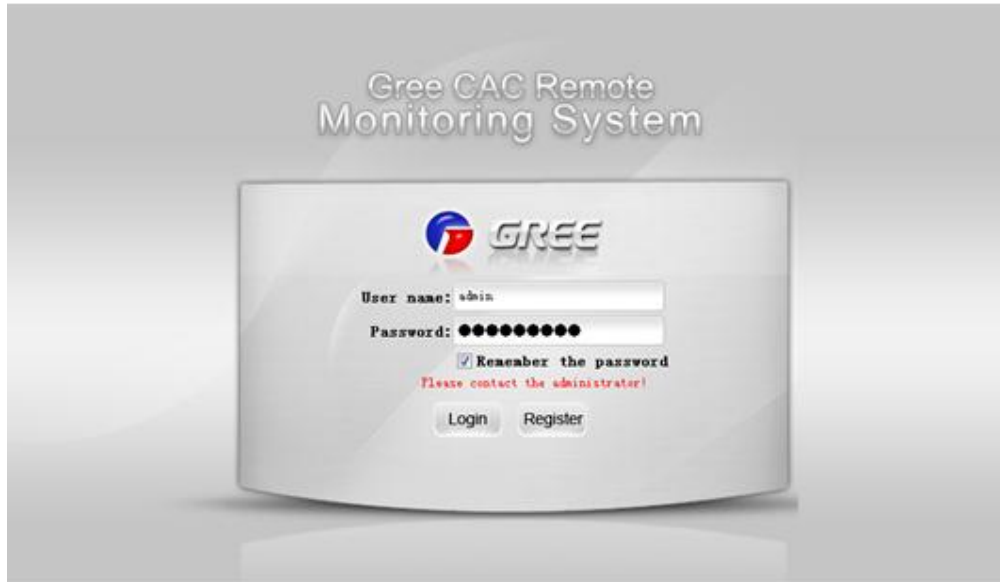 Gree CAC Remote
Monitoring System
GREE
User name: admin
Password: ●●●●●●●●●
Remember the password
Please contact the administrator!
Login Register